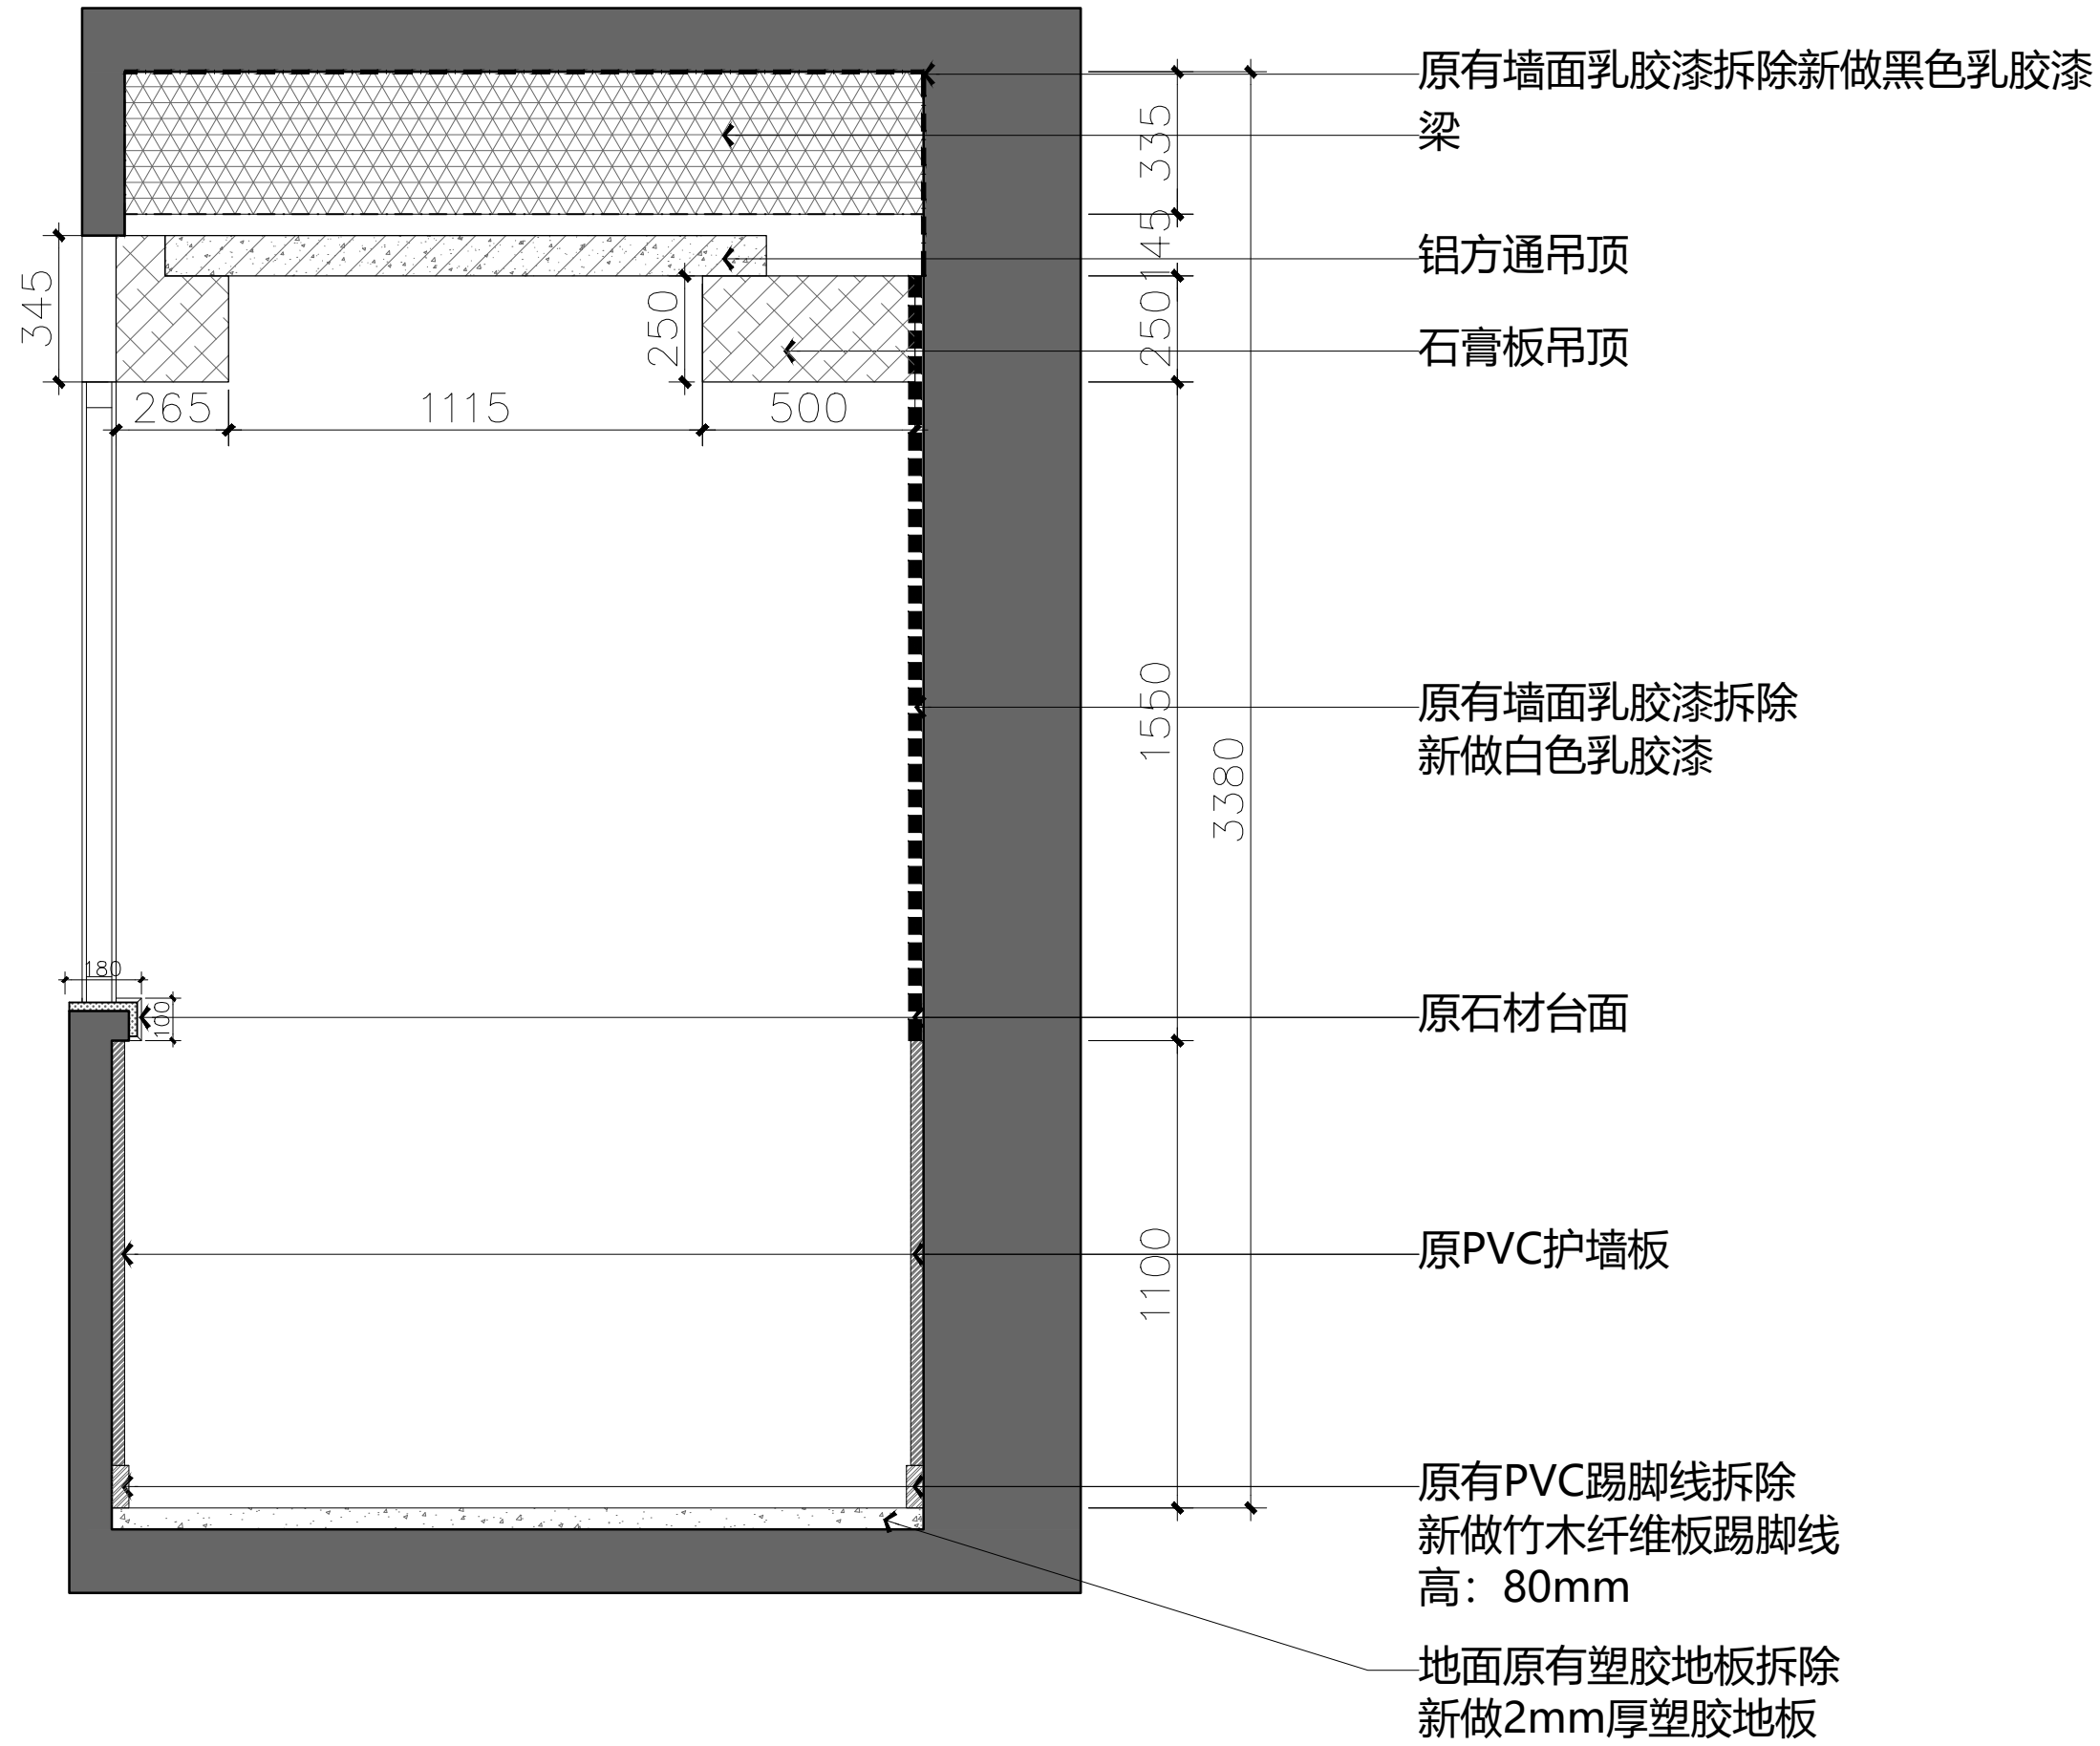 原有墙面乳胶漆拆除新做黑色乳胶漆
梁
335
145
铝方通吊顶
345
250
250
石膏板吊顶
265
1115
500
1550
原有墙面乳胶漆拆除
新做白色乳胶漆
3380
180
100
原石材台面
原PVC护墙板
1100
原有PVC踢脚线拆除
新做竹木纤维板踢脚线
高：80mm
地面原有塑胶地板拆除
新做2mm厚塑胶地板